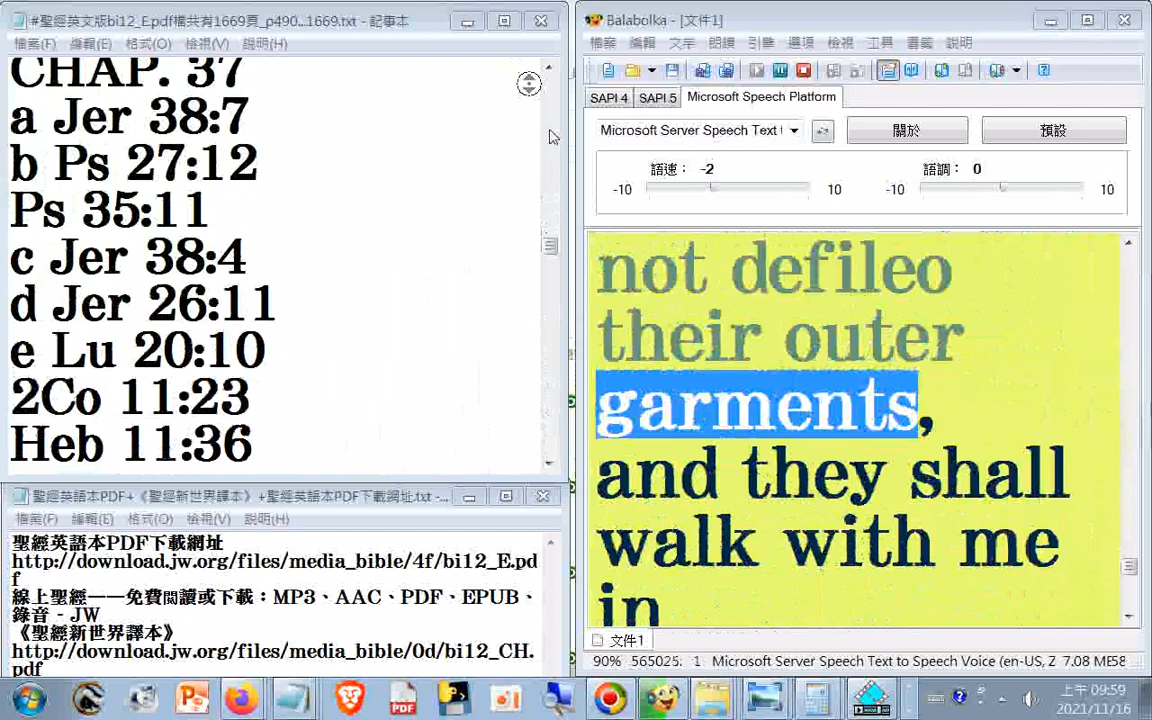 #聖經英文版bi12_E.pdf檔共有1669頁_p490...1669.txt - 記事本
檔案(F) 編輯(E) 格式(O) 檢視(V) 說明(H)
CHAP. 37
a Jer 38:7
b Ps 27:12
Ps 35:11
c Jer 38:4
d Jer 26:11
e Lu 20:10
2Co 11:23
Heb 11:36
聖經英語本PDF+《聖經新世界譯本》+聖經英語本PDF下載網址.txt - ...
檔案(F) 編輯(E) 格式(O) 檢視(V) 說明(H)
聖經英語本PDF下載網址
http://download.jw.org/files/media_bible/4f/bi12_E.pd
f
線上聖經——免費閱讀或下載：MP3、AAC、PDF、EPUB、
錄音 - JW
《聖經新世界譯本》
http://download.jw.org/files/media_bible/0d/bi12_CH.
pdf
Balabolka - [文件1]
檔案 編輯 文字 朗讀 引擎 選項 檢視 工具 書籤 說明
SAPI 4 SAPI 5 Microsoft Speech Platform
Microsoft Server Speech Text 關於 預設
語速： -2 語調： 0
-10 10 -10 10
not defileo
their outer
garments,
and they shall
walk with me
in
文件1
90% 565025: 1 Microsoft Server Speech Text to Speech Voice (en-US, Z 7.08 ME58
上午 09:59
2021/11/16